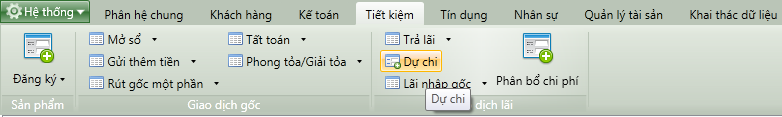 Hệ thống Phân hệ chung Khách hàng Kế toán Tiết kiệm Tín dụng Nhân sự Quản lý tài sản Khai thác dữ liệu
Mở sổ Tất toán Trả lãi
Gửi thêm tiền Phong tỏa/Giải tỏa Dự chi
Đăng ký Rút gốc một phần Lãi nhập gốc Phân bổ chi phí
Sản phẩm Giao dịch gốc dịch lãi
Dự chi